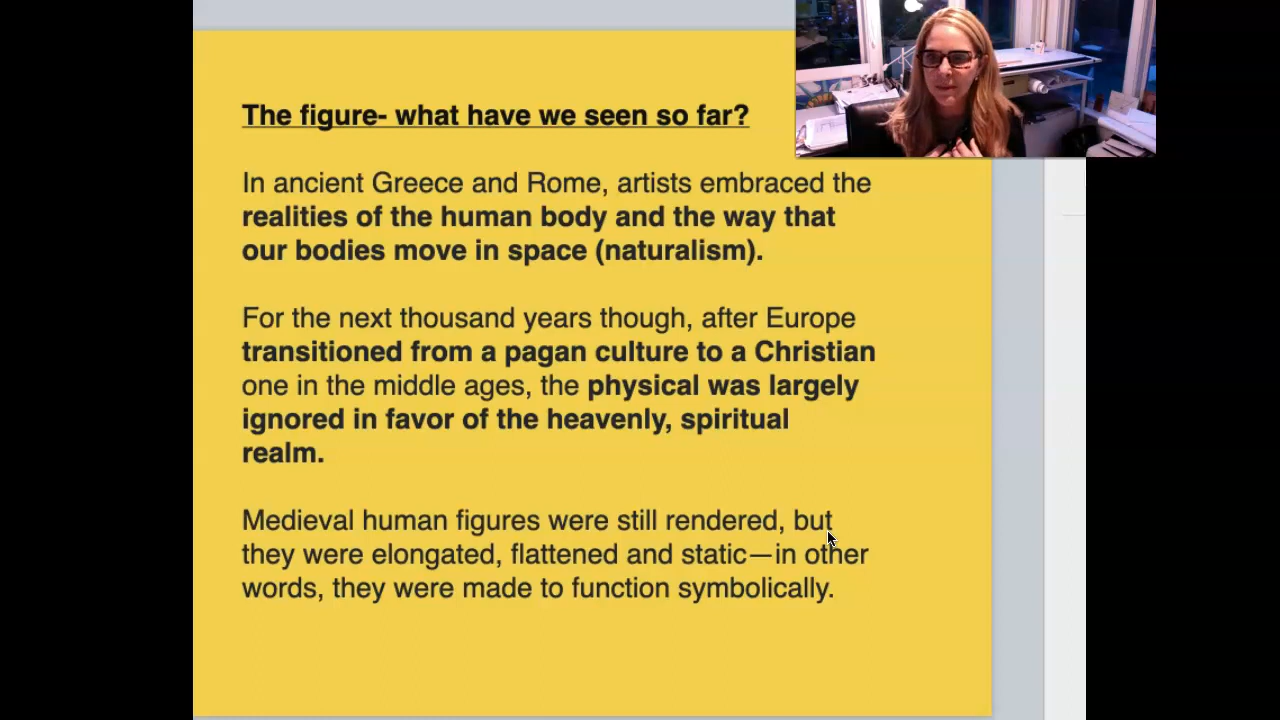 The figure- what have we seen so far?
In ancient Greece and Rome, artists embraced the
realities of the human body and the way that
our bodies move in space (naturalism).
For the next thousand years though, after Europe
transitioned from a pagan culture to a Christian
one in the middle ages, the physical was largely
ignored in favor of the heavenly, spiritual
realm.
Medieval human figures were still rendered, but
they were elongated, flattened and static—in other
words, they were made to function symbolically.